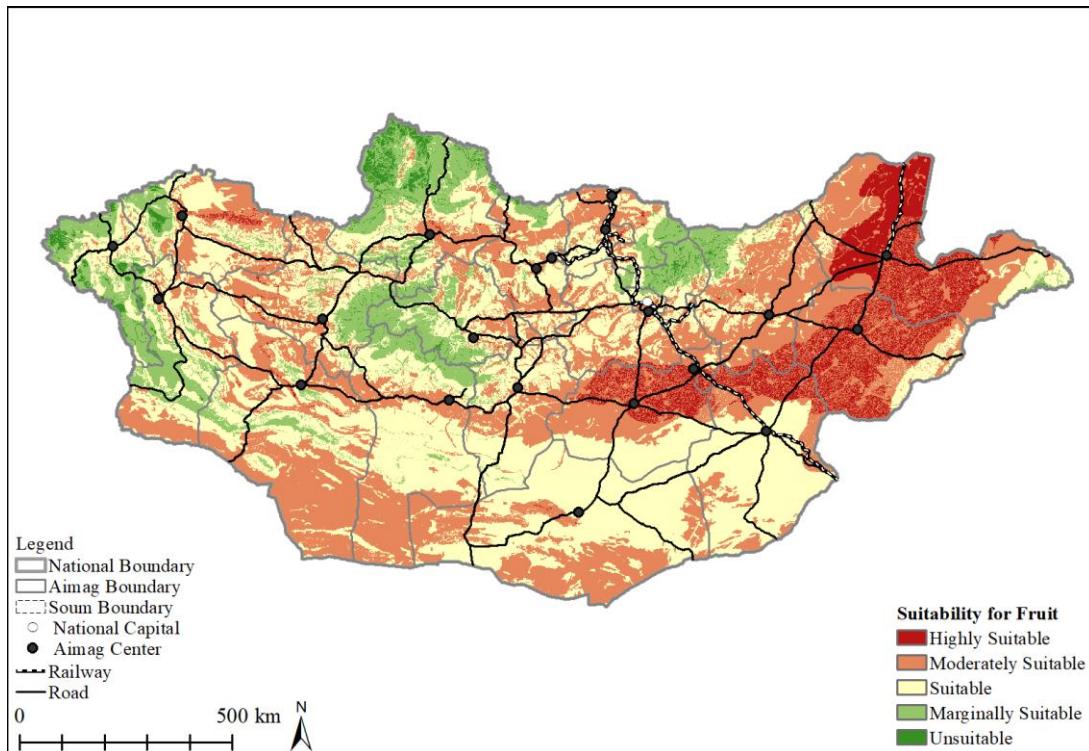 N
Legend
National Boundary
Aimag Boundary
Soum Boundary
National Capital
Aimag Center
Railway
Road
0 500 km
Suitability for Fruit
Highly Suitable
Moderately Suitable
Suitable
Marginally Suitable
Unsuitable